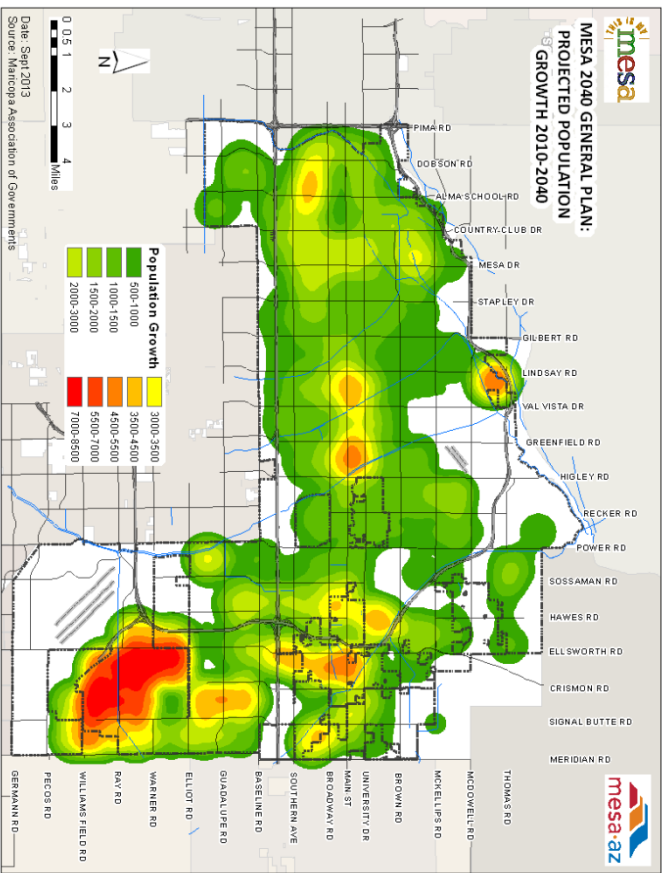 THIS IS MY
mesa
MESA 2040 GENERAL PLAN:
PROJECTED POPULATION
GROWTH 2010-2040
mesa·az
PIMA RD
DOBSON RD
ALMA SCHOOL RD
COUNTRY CLUB DR
MESA DR
STAPLEY DR
GILBERT RD
LINDSAY RD
VAL VISTA DR
GREENFIELD RD
HIGLEY RD
RECKER RD
POWER RD
SOSSAMAN RD
HAWES RD
ELLSWORTH RD
CRISMON RD
SIGNAL BUTTE RD
MERIDIAN RD
THOMAS RD
MCDOWELL RD
MCKELLIPS RD
BROWN RD
UNIVERSITY DR
MAIN ST
BROADWAY RD
SOUTHERN AVE
BASELINE RD
GUADALUPE RD
ELLIOT RD
WARNER RD
RAY RD
WILLIAMS FIELD RD
PECOS RD
GERMANN RD
Population Growth
500-1000
1000-1500
1500-2000
2000-3000
3000-3500
3500-4500
4500-5500
5500-7000
7000-9500
N
0 0.5 1 2 3 4
Miles
Date: Sept 2013
Source: Maricopa Association of Governments